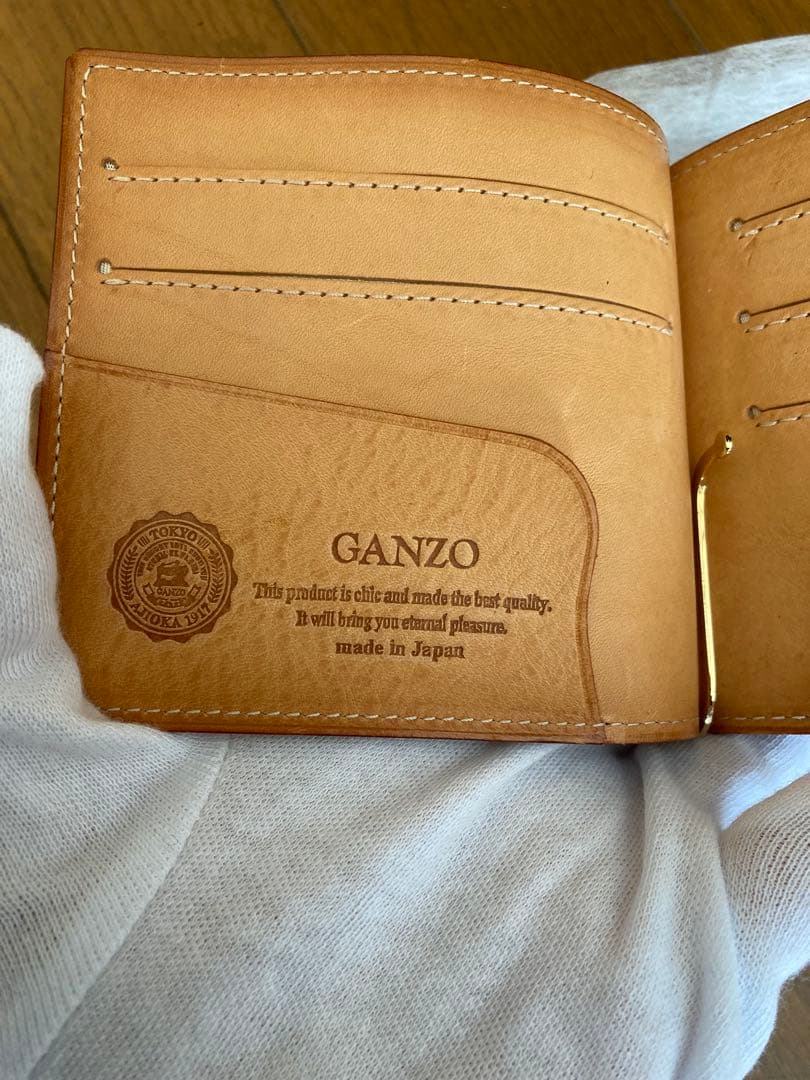 TOKYO
GANZO
AJIOKA 1917
GANZO
This product is chic and made the best quality.
It will bring you eternal pleasure.
made in Japan